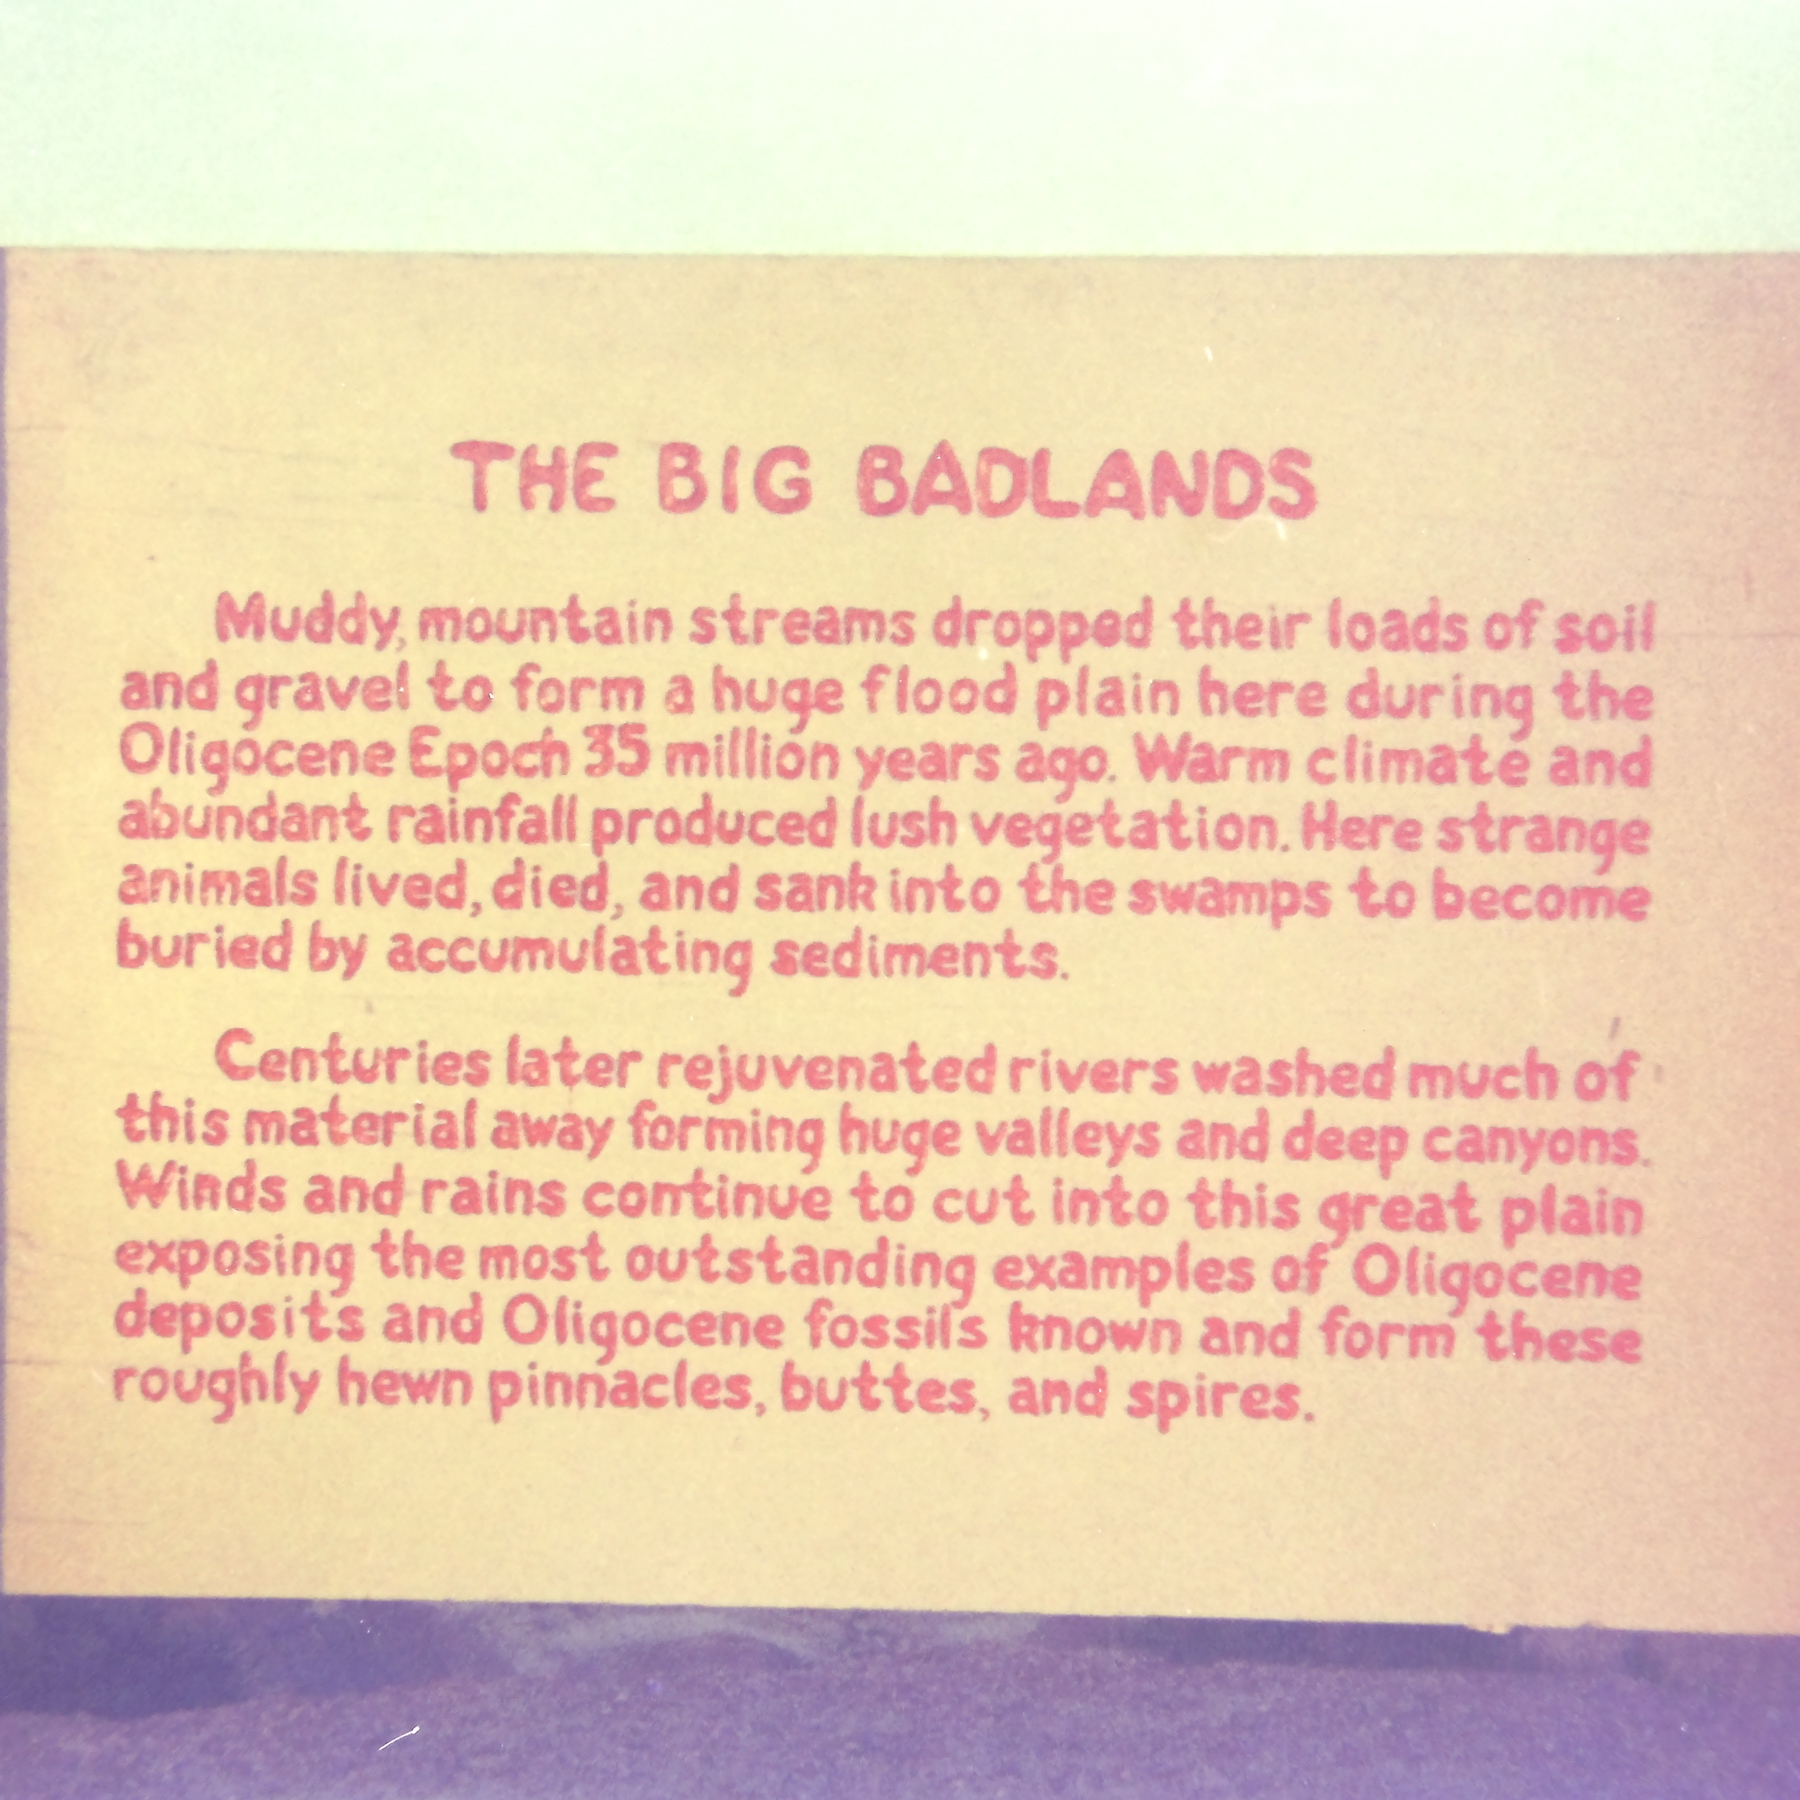 THE BIG BADLANDS
Muddy, mountain streams dropped their loads of soil
and gravel to form a huge flood plain here during the
Oligocene Epoch 35 million years ago. Warm climate and
abundant rainfall produced lush vegetation. Here strange
animals lived, died, and sank into the swamps to become
buried by accumulating sediments.
Centuries later rejuvenated rivers washed much of
this material away forming huge valleys and deep canyons.
Winds and rains continue to cut into this great plain
exposing the most outstanding examples of Oligocene
deposits and Oligocene fossils known and form these
roughly hewn pinnacles, buttes, and spires.